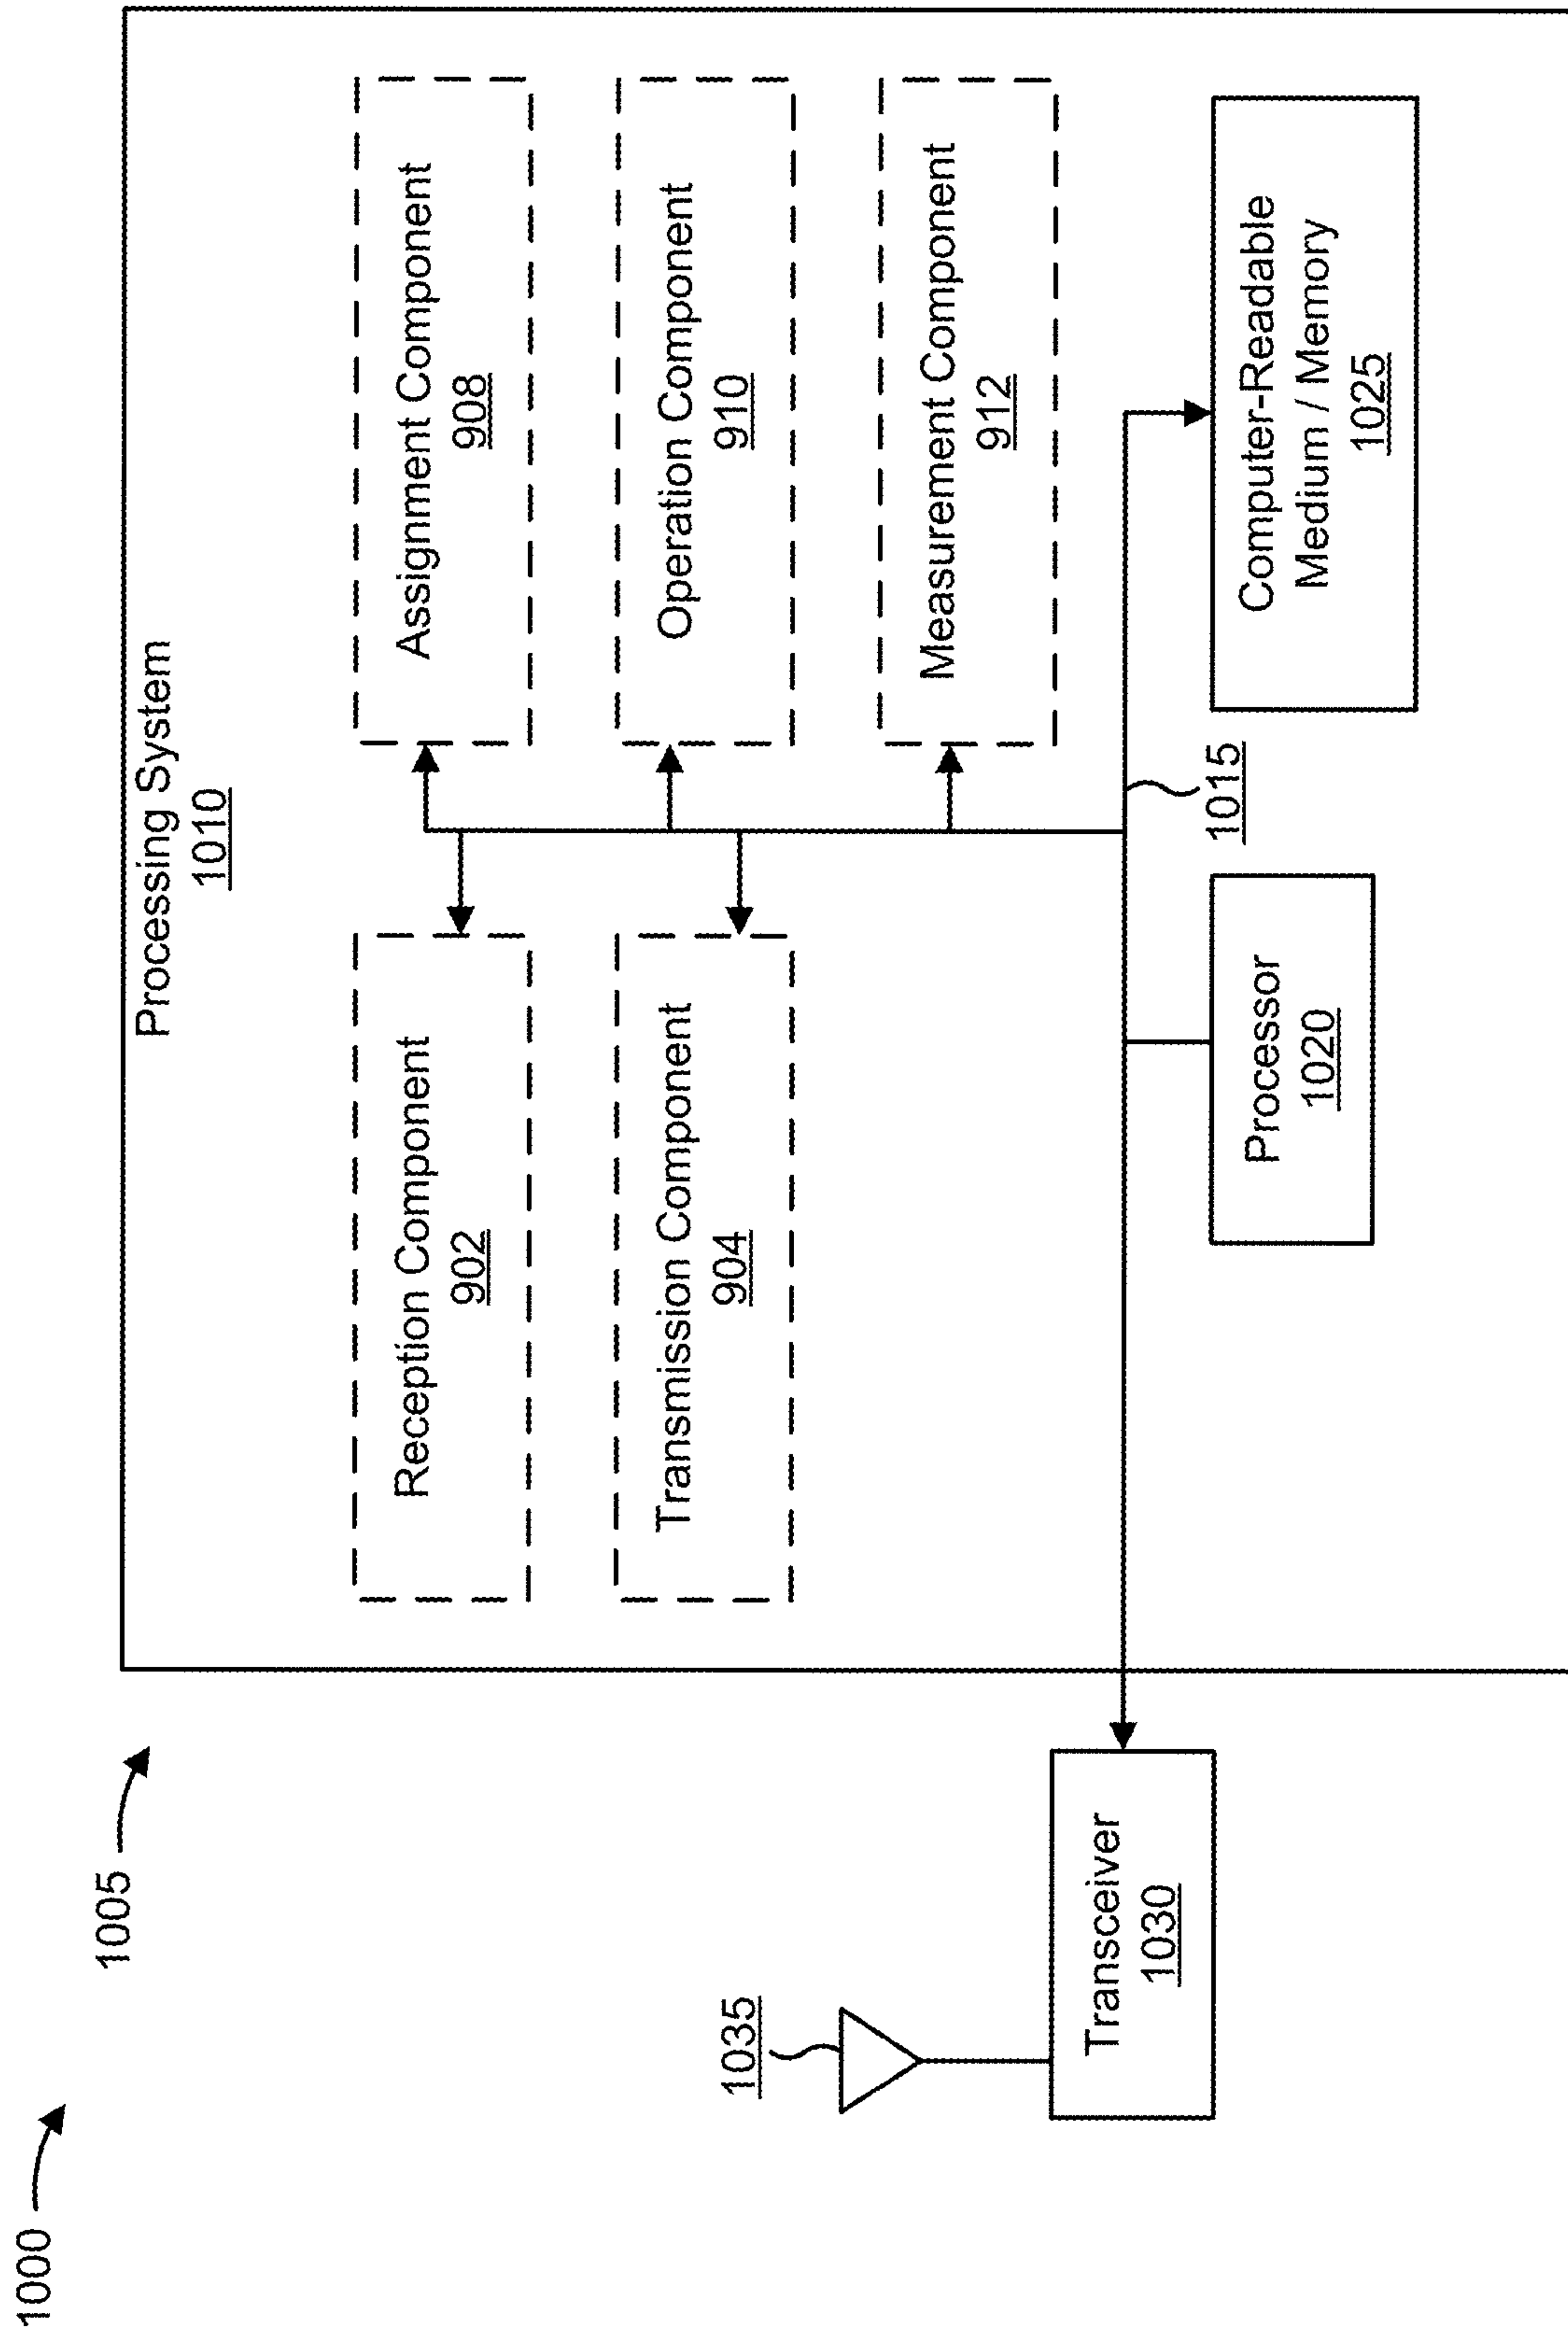 1000
1005
Processing System
1010
Reception Component
902
Assignment Component
908
Transmission Component
904
Operation Component
910
Measurement Component
912
1035
1015
Transceiver
1030
Processor
1020
Computer-Readable
Medium / Memory
1025